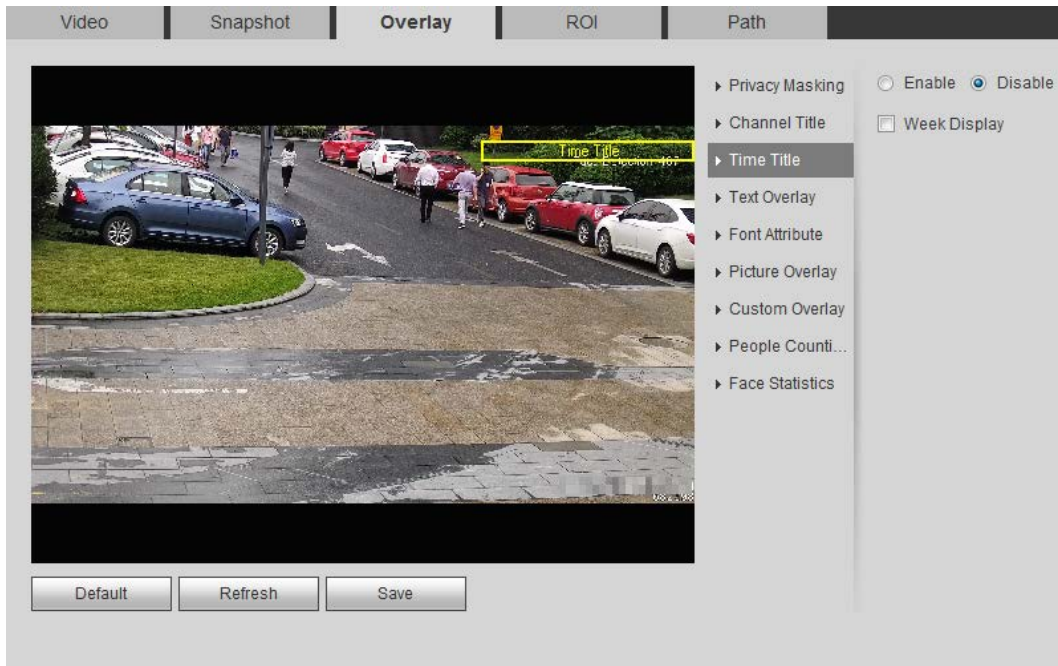 Video Snapshot Overlay ROI Path
Privacy Masking
Channel Title
Time Title
Text Overlay
Font Attribute
Picture Overlay
Custom Overlay
People Counti...
Face Statistics
Enable Disable
Week Display
Time Title
Default Refresh Save